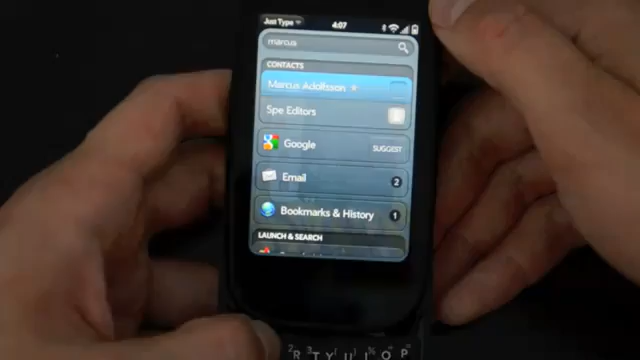 Just Type
4:07
marcus
CONTACTS
Marcus Adolfsson
Spe Editors
Google
SUGGEST
Email
2
Bookmarks & History
1
LAUNCH & SEARCH
R T Y U I O P